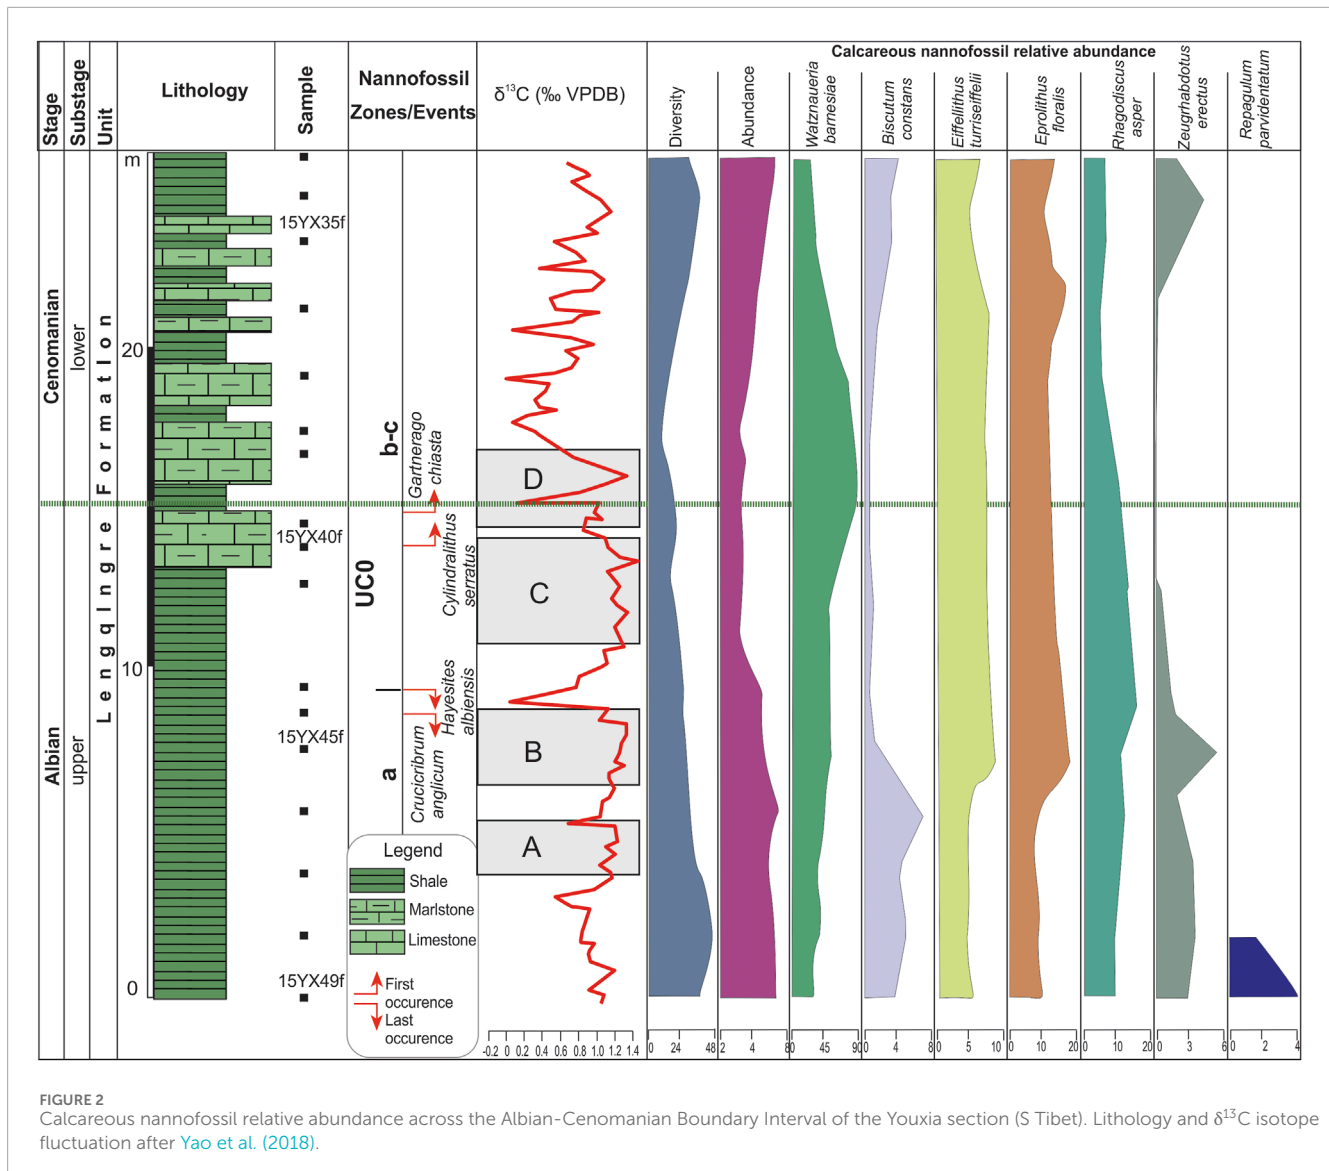 Calcareous nannofossil relative abundance
Stage
Substage
Unit
Lithology
Sample
Nannofossil
Zones/Events
δ¹³C (‰ VPDB)
Diversity
Abundance
Watznaueria
barnesiae
Biscutum
constans
Eiffellithus
turriseiffelii
Eprolithus
floralis
Rhagodiscus
asper
Zeugrhabdotus
erectus
Repagulum
parvidentatum
m
20
10
0
Cenomanian
lower
Albian
upper
Lengqingre Formation
15YX35f
15YX40f
15YX45f
15YX49f
UC0
b-c
a
Gartnerago
chiasta
Cylindralithus
serratus
Hayesites
albiensis
Crucicribrum
anglicum
D
C
B
A
Legend
Shale
Marlstone
Limestone
First
occurence
Last
occurence
-0.2 0 0.2 0.4 0.6 0.8 1.0 1.2 1.4
0 24 48
2 4 8
0 45 90
0 4 8
0 5 10
0 10 20
0 10 20
0 3 6
0 2 4
FIGURE 2
Calcareous nannofossil relative abundance across the Albian-Cenomanian Boundary Interval of the Youxia section (S Tibet). Lithology and δ¹³C isotope
fluctuation after Yao et al. (2018).